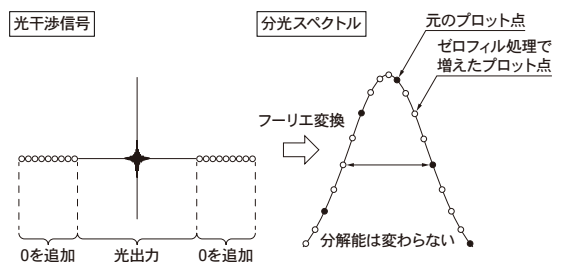 光干渉信号
分光スペクトル
元のプロット点
ゼロフィル処理で
増えたプロット点
フーリエ変換
分解能は変わらない
0を追加
光出力
0を追加